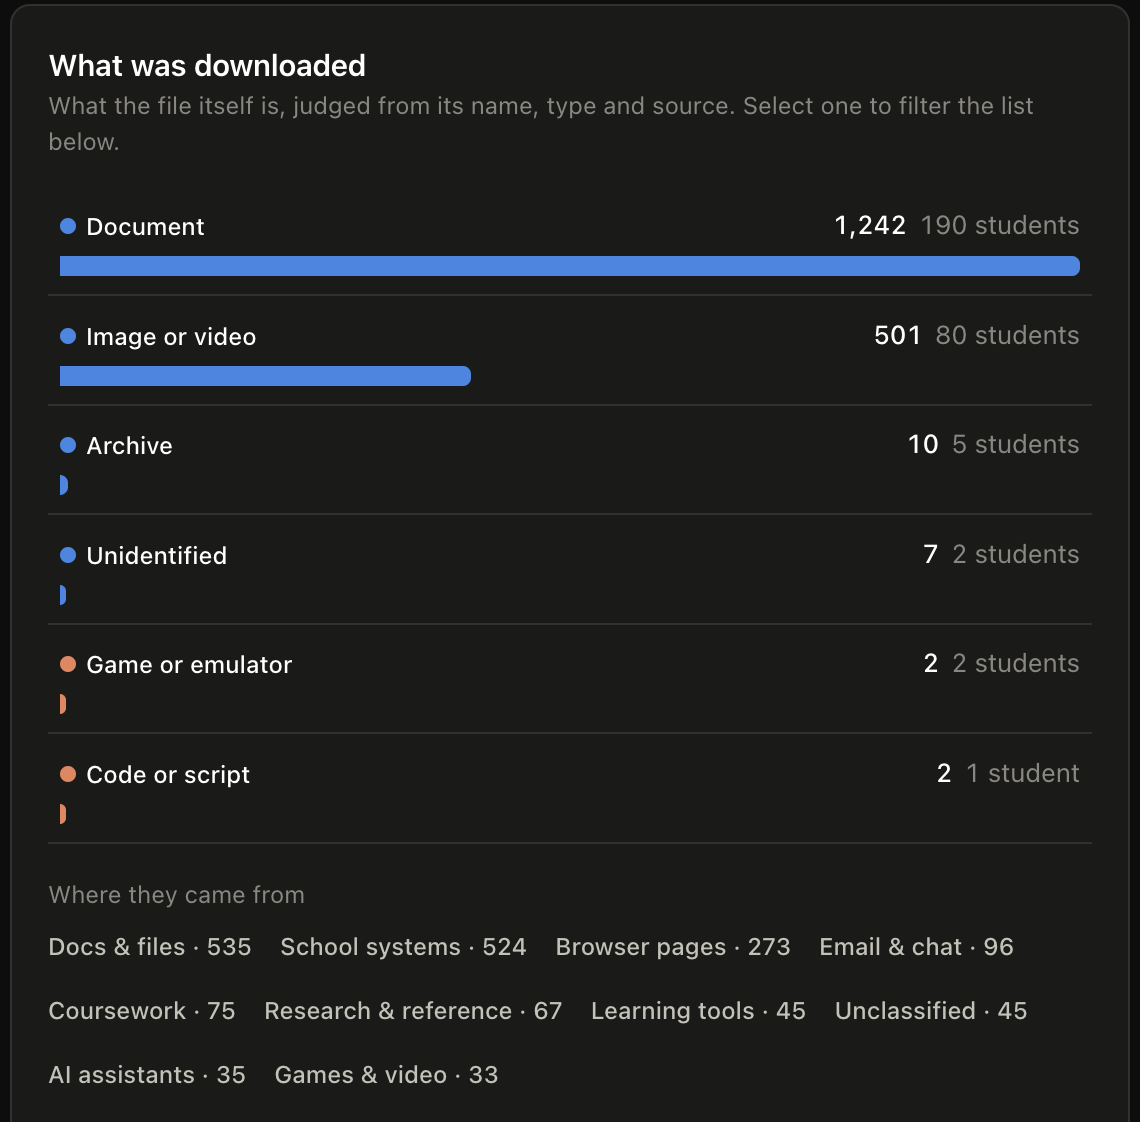 What was downloaded
What the file itself is, judged from its name, type and source. Select one to filter the list
below.
Document 1,242 190 students
Image or video 501 80 students
Archive 10 5 students
Unidentified 7 2 students
Game or emulator 2 2 students
Code or script 2 1 student
Where they came from
Docs & files · 535 School systems · 524 Browser pages · 273 Email & chat · 96
Coursework · 75 Research & reference · 67 Learning tools · 45 Unclassified · 45
AI assistants · 35 Games & video · 33